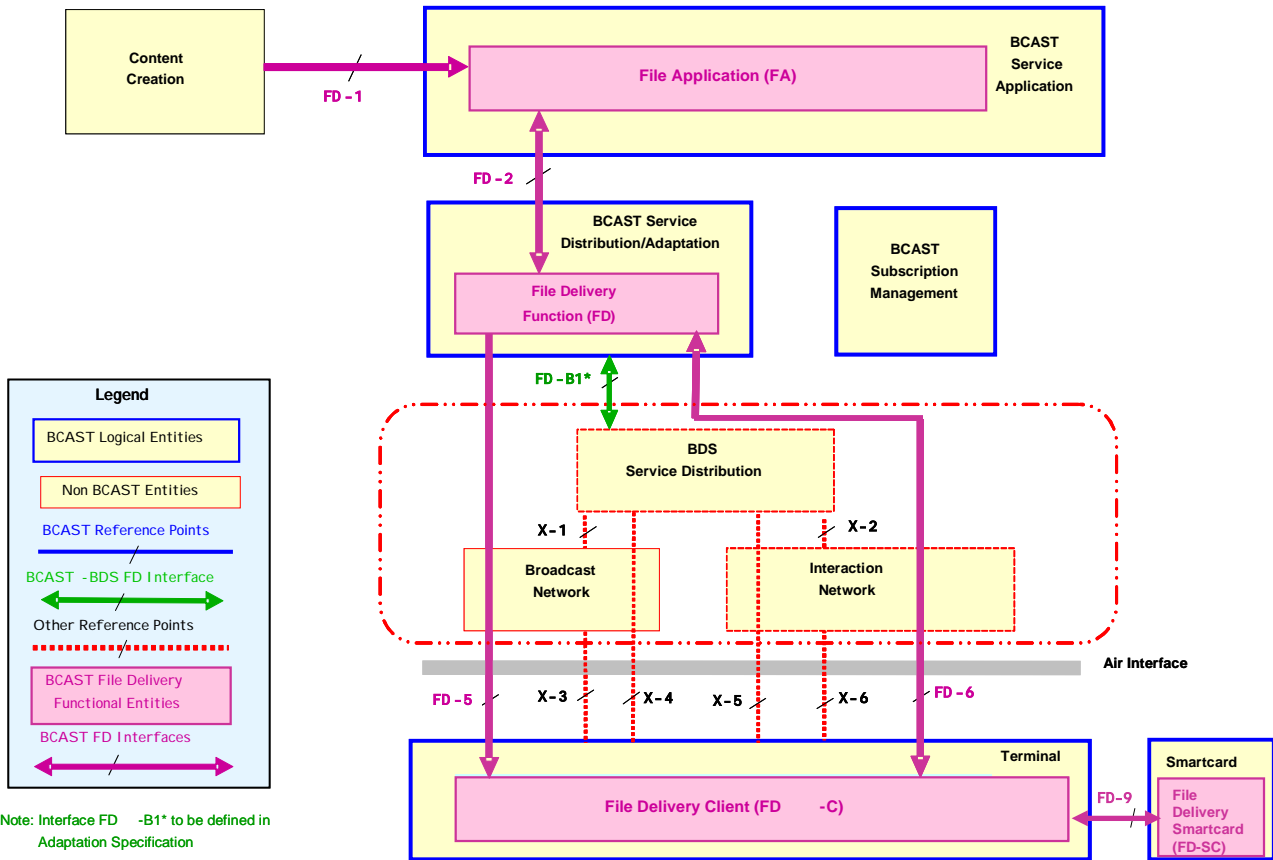 Content
Creation
FD-1
BCAST
Service
Application
File Application (FA)
FD-2
BCAST Service
Distribution/Adaptation
File Delivery
Function (FD)
BCAST
Subscription
Management
FD-B1*
BDS
Service Distribution
X-1
X-2
Broadcast
Network
Interaction
Network
Air Interface
FD-5
X-3
X-4
X-5
X-6
FD-6
Terminal
File Delivery Client (FD -C)
FD-9
Smartcard
File
Delivery
Smartcard
(FD-SC)
Legend
BCAST Logical Entities
Non BCAST Entities
BCAST Reference Points
BCAST -BDS FD Interface
Other Reference Points
BCAST File Delivery
Functional Entities
BCAST FD Interfaces
Note: Interface FD -B1* to be defined in
Adaptation Specification